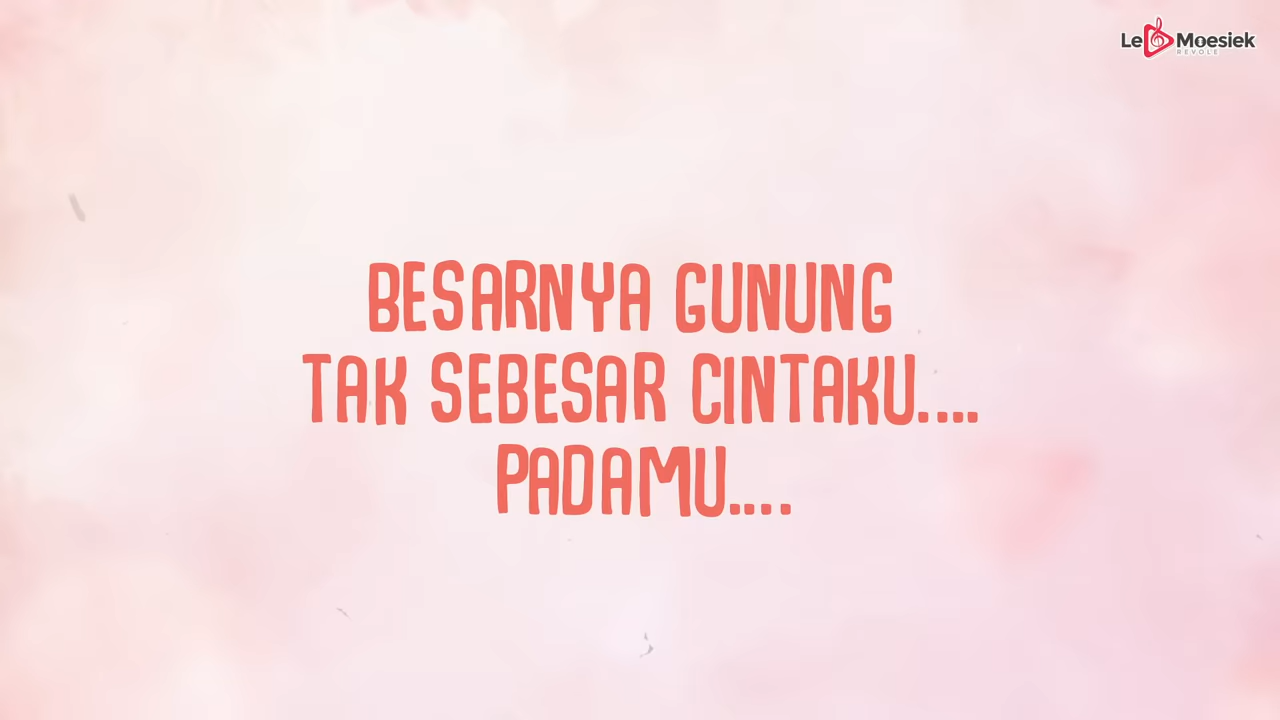 Le Moesiek
REVOLE
BESARNYA GUNUNG
TAK SEBESAR CINTAKU....
PADAMU....